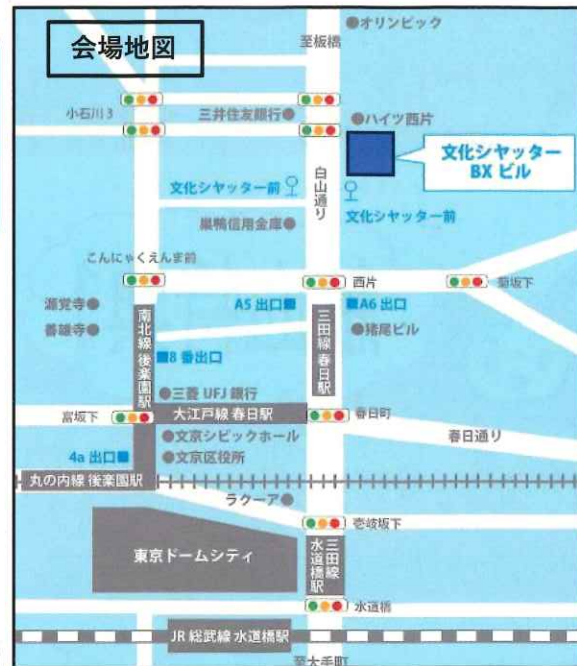 会場地図
●オリンピック
至板橋
小石川3
三井住友銀行●
●ハイツ西片
文化シヤッター
BX ビル
白山通り
文化シヤッター前
文化シヤッター前
巣鴨信用金庫●
こんにゃくえんま前
西片
菊坂下
源覚寺●
善雄寺●
南北線 後楽園駅
A5 出口■
■A6 出口
三田線 春日駅
●猪尾ビル
■8 番出口
●三菱 UFJ 銀行
大江戸線 春日駅
富坂下
春日町
春日通り
●文京シビックホール
4a 出口■
●文京区役所
丸の内線 後楽園駅
ラクーア●
壱岐坂下
東京ドームシティ
三田線
水道橋駅
水道橋
JR 総武線 水道橋駅
至大手町